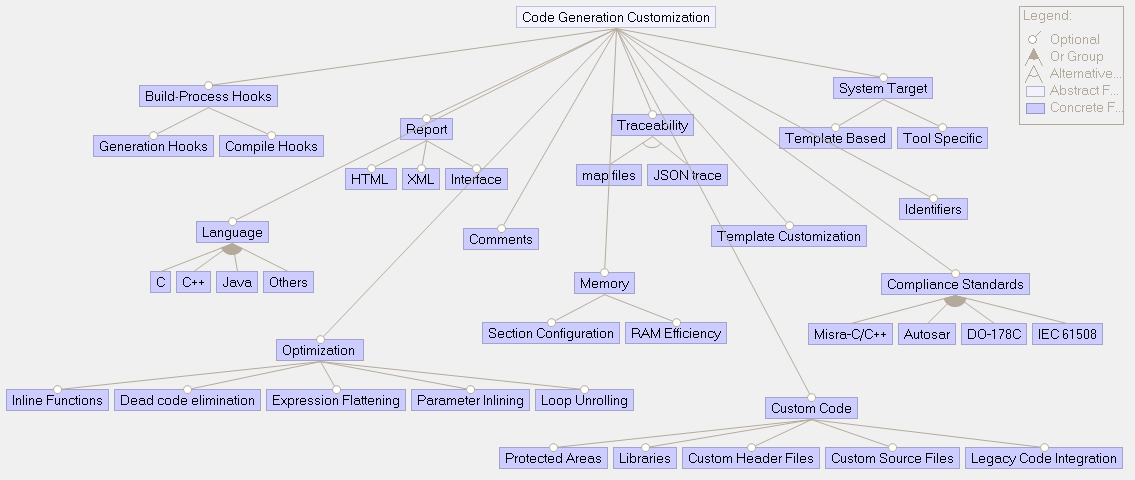 Code Generation Customization
Legend:
Optional
Or Group
Alternative...
Abstract F...
Concrete F...
Build-Process Hooks
System Target
Report
Traceability
Generation Hooks
Compile Hooks
Template Based
Tool Specific
HTML
XML
Interface
map files
JSON trace
Identifiers
Language
Comments
Template Customization
C
C++
Java
Others
Memory
Compliance Standards
Section Configuration
RAM Efficiency
Misra-C/C++
Autosar
DO-178C
IEC 61508
Optimization
Inline Functions
Dead code elimination
Expression Flattening
Parameter Inlining
Loop Unrolling
Custom Code
Protected Areas
Libraries
Custom Header Files
Custom Source Files
Legacy Code Integration